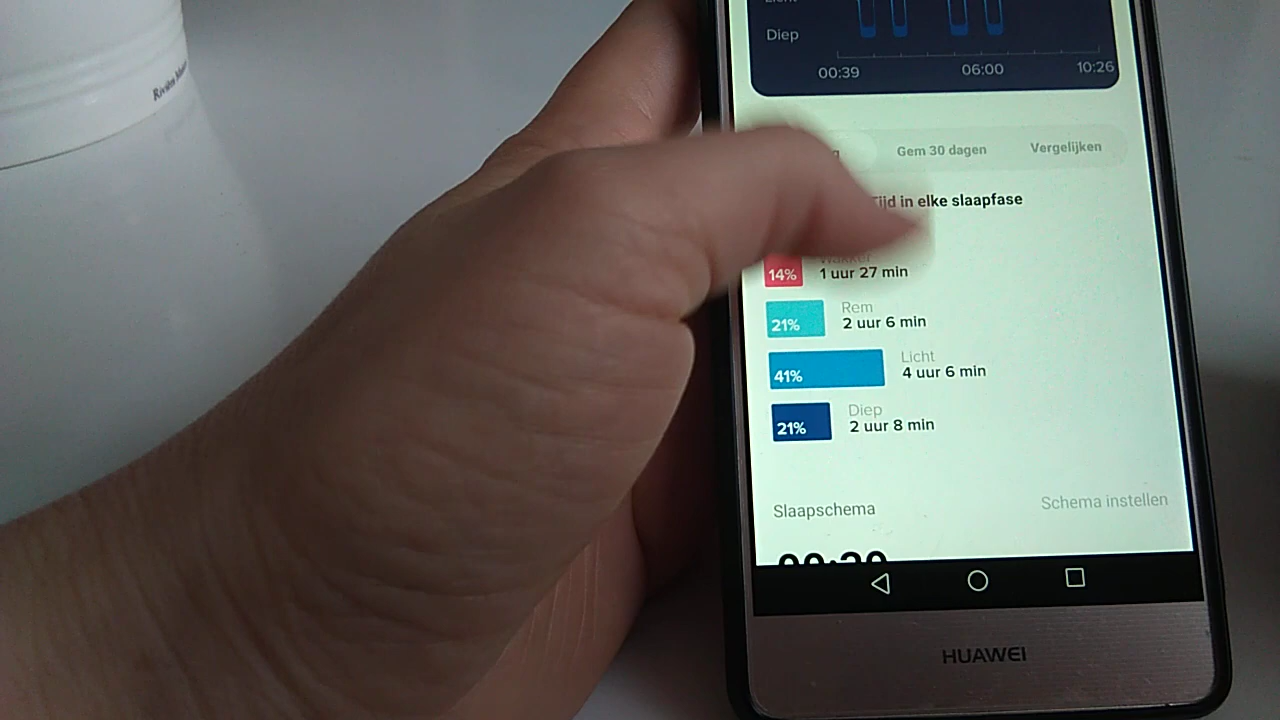 Diep
00:39 06:00 10:26
Gem 30 dagen Vergelijken
Tijd in elke slaapfase
14% 1 uur 27 min
Rem
21% 2 uur 6 min
Licht
41% 4 uur 6 min
Diep
21% 2 uur 8 min
Slaapschema Schema instellen
HUAWEI